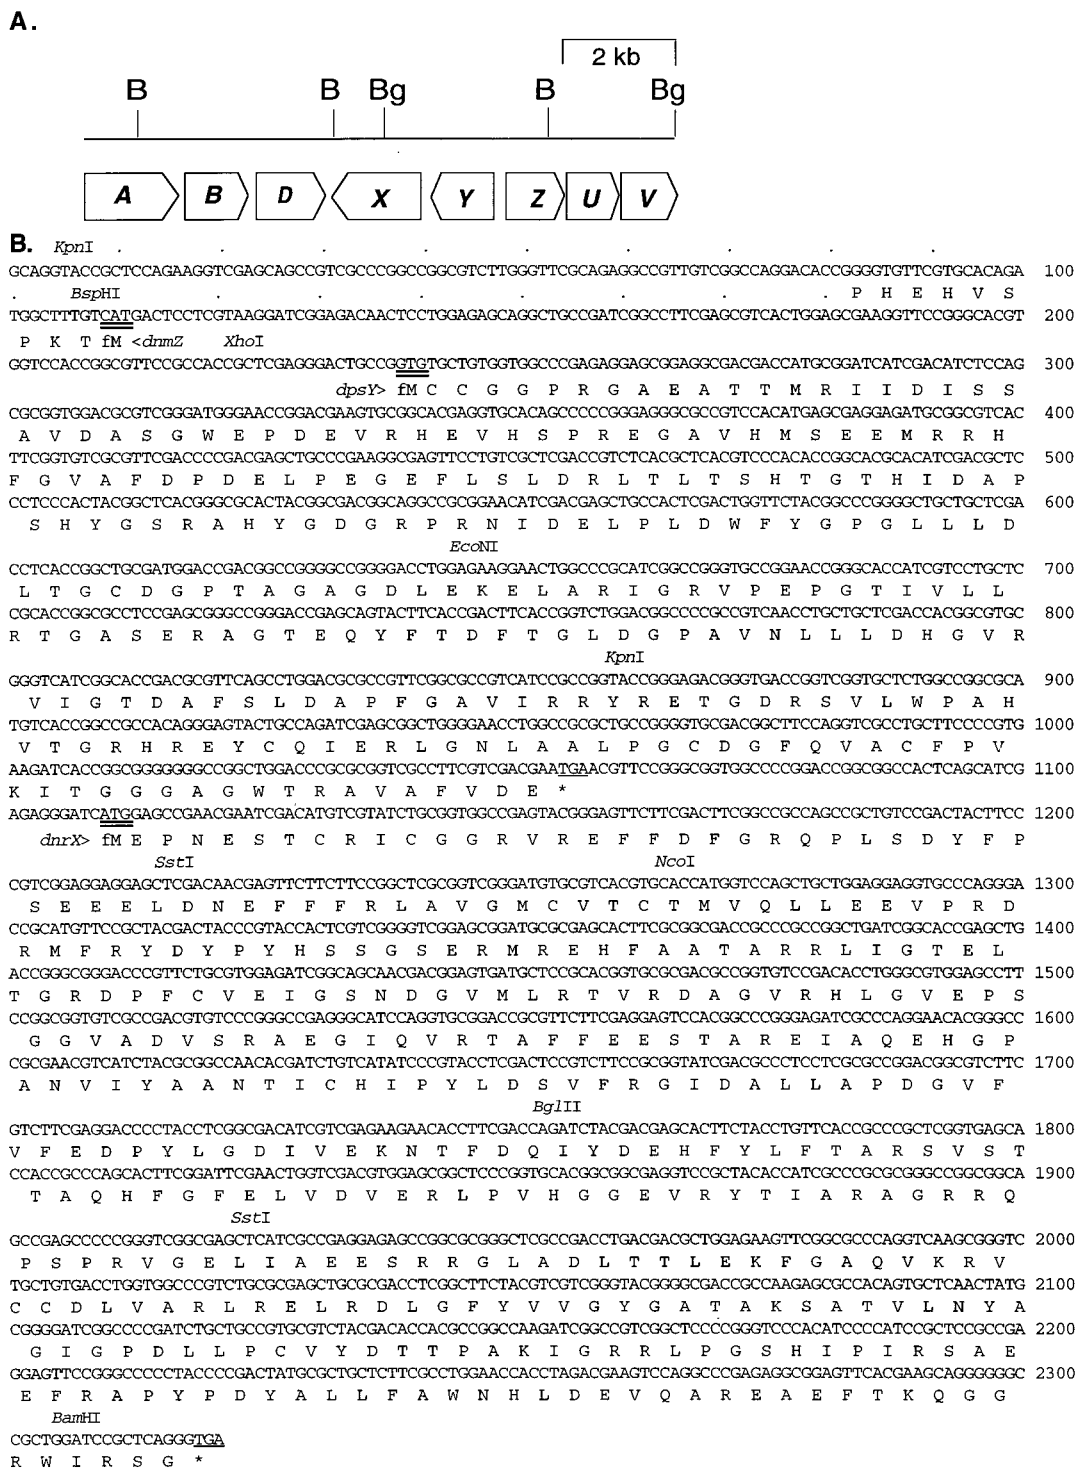 A.
2 kb
B B Bg B Bg
A B D X Y Z U V
B. KpnI
GCAGGTACCGCTCCAGAAGGTCGAGCAGCCGTCGCCCGGCCGGCGTCTTGGGTTCGCAGAGGCCGTTGTCGGCCAGGACACCGGGGTGTTCGTGCACAGA 100
BspHI P H E H V S
TGGCTTTGTCATGACTCCTCGTAAGGATCGGAGACAACTCCTGGAGAGCAGGCTGCCGATCGGCCTTCGAGCGTCACTGGAGCGAAGGTTCCGGGCACGT 200
P K T fM <dnmZ XhoI
GGTCCACCGGCGTTCCGCCACCGCTCGAGGGACTGCCGGTGTGCTGTGGTGGCCCGAGAGGAGCGGAGGCGACGACCATGCGGATCATCGACATCTCCAG 300
dpsY> fM C C G G P R G A E A T T M R I I D I S S
CGCGGTGGACGCGTCGGGATGGGAACCGGACGAAGTGCGGCACGAGGTGCACAGCCCCCGGGAGGGCGCCGTCCACATGAGCGAGGAGATGCGGCGTCAC 400
A V D A S G W E P D E V R H E V H S P R E G A V H M S E E M R R H
TTCGGTGTCGCGTTCGACCCCGACGAGCTGCCCGAAGGCGAGTTCCTGTCGCTCGACCGTCTCACGCTCACGTCCCACACCGGCACGCACATCGACGCTC 500
F G V A F D P D E L P E G E F L S L D R L T L T S H T G T H I D A P
CCTCCCACTACGGCTCACGGGCGCACTACGGCGACGGCAGGCCGCGGAACATCGACGAGCTGCCACTCGACTGGTTCTACGGCCCGGGGCTGCTGCTCGA 600
S H Y G S R A H Y G D G R P R N I D E L P L D W F Y G P G L L L D
EcoNI
CCTCACCGGCTGCGATGGACCGACGGCCGGGGCCGGGGACCTGGAGAAGGAACTGGCCCGCATCGGCCGGGTGCCGGAACCGGGCACCATCGTCCTGCTC 700
L T G C D G P T A G A G D L E K E L A R I G R V P E P G T I V L L
CGCACCGGCGCCTCCGAGCGGGCCGGGACCGAGCAGTACTTCACCGACTTCACCGGTCTGGACGGCCCCGCCGTCAACCTGCTGCTCGACCACGGCGTGC 800
R T G A S E R A G T E Q Y F T D F T G L D G P A V N L L L D H G V R
KpnI
GGGTCATCGGCACCGACGCGTTCAGCCTGGACGCGCCGTTCGGCGCCGTCATCCGCCGGTACCGGGAGACGGGTGACCGGTCGGTGCTCTGGCCGGCGCA 900
V I G T D A F S L D A P F G A V I R R Y R E T G D R S V L W P A H
TGTCACCGGCCGCCACAGGGAGTACTGCCAGATCGAGCGGCTGGGGAACCTGGCCGCGCTGCCGGGGTGCGACGGCTTCCAGGTCGCCTGCTTCCCCGTG 1000
V T G R H R E Y C Q I E R L G N L A A L P G C D G F Q V A C F P V
AAGATCACCGGCGGGGGGGCCGGCTGGACCCGCGCGGTCGCCTTCGTCGACGAATGAACGTTCCGGGCGGTGGCCCCGGACCGGCGGCCACTCAGCATCG 1100
K I T G G G A G W T R A V A F V D E *
AGAGGGATCATGGAGCCGAACGAATCGACATGTCGTATCTGCGGTGGCCGAGTACGGGAGTTCTTCGACTTCGGCCGCCAGCCGCTGTCCGACTACTTCC 1200
dnrX> fM E P N E S T C R I C G G R V R E F F D F G R Q P L S D Y F P
SstI NcoI
CGTCGGAGGAGGAGCTCGACAACGAGTTCTTCTTCCGGCTCGCGGTCGGGATGTGCGTCACGTGCACCATGGTCCAGCTGCTGGAGGAGGTGCCCAGGGA 1300
S E E E L D N E F F F R L A V G M C V T C T M V Q L L E E V P R D
CCGCATGTTCCGCTACGACTACCCGTACCACTCGTCGGGGTCGGAGCGGATGCGCGAGCACTTCGCGGCGACCGCCCGCCGGCTGATCGGCACCGAGCTG 1400
R M F R Y D Y P Y H S S G S E R M R E H F A A T A R R L I G T E L
ACCGGGCGGGACCCGTTCTGCGTGGAGATCGGCAGCAACGACGGAGTGATGCTCCGCACGGTGCGCGACGCCGGTGTCCGACACCTGGGCGTGGAGCCTT 1500
T G R D P F C V E I G S N D G V M L R T V R D A G V R H L G V E P S
CCGGCGGTGTCGCCGACGTGTCCCGGGCCGAGGGCATCCAGGTGCGGACCGCGTTCTTCGAGGAGTCCACGGCCCGGGAGATCGCCCAGGAACACGGGCC 1600
G G V A D V S R A E G I Q V R T A F F E E S T A R E I A Q E H G P
CGCGAACGTCATCTACGCGGCCAACACGATCTGTCATATCCCGTACCTCGACTCCGTCTTCCGCGGTATCGACGCCCTCCTCGCGCCGGACGGCGTCTTC 1700
A N V I Y A A N T I C H I P Y L D S V F R G I D A L L A P D G V F
BglII
GTCTTCGAGGACCCCTACCTCGGCGACATCGTCGAGAAGAACACCTTCGACCAGATCTACGACGAGCACTTCTACCTGTTCACCGCCCGCTCGGTGAGCA 1800
V F E D P Y L G D I V E K N T F D Q I Y D E H F Y L F T A R S V S T
CCACCGCCCAGCACTTCGGATTCGAACTGGTCGACGTGGAGCGGCTCCCGGTGCACGGCGGCGAGGTCCGCTACACCATCGCCCGCGCGGGCCGGCGGCA 1900
T A Q H F G F E L V D V E R L P V H G G E V R Y T I A R A G R R Q
SstI
GCCGAGCCCCCGGGTCGGCGAGCTCATCGCCGAGGAGAGCCGGCGCGGGCTCGCCGACCTGACGACGCTGGAGAAGTTCGGCGCCCAGGTCAAGCGGGTC 2000
P S P R V G E L I A E E S R R G L A D L T T L E K F G A Q V K R V
TGCTGTGACCTGGTGGCCCGTCTGCGCGAGCTGCGCGACCTCGGCTTCTACGTCGTCGGGTACGGGGCGACCGCCAAGAGCGCCACAGTGCTCAACTATG 2100
C C D L V A R L R E L R D L G F Y V V G Y G A T A K S A T V L N Y A
CGGGGATCGGCCCCGATCTGCTGCCGTGCGTCTACGACACCACGCCGGCCAAGATCGGCCGTCGGCTCCCCGGGTCCCACATCCCCATCCGCTCCGCCGA 2200
G I G P D L L P C V Y D T T P A K I G R R L P G S H I P I R S A E
GGAGTTCCGGGCCCCCTACCCCGACTATGCGCTGCTCTTCGCCTGGAACCACCTAGACGAAGTCCAGGCCCGAGAGGCGGAGTTCACGAAGCAGGGGGGC 2300
E F R A P Y P D Y A L L F A W N H L D E V Q A R E A E F T K Q G G
BamHI
CGCTGGATCCGCTCAGGGTGA
R W I R S G *